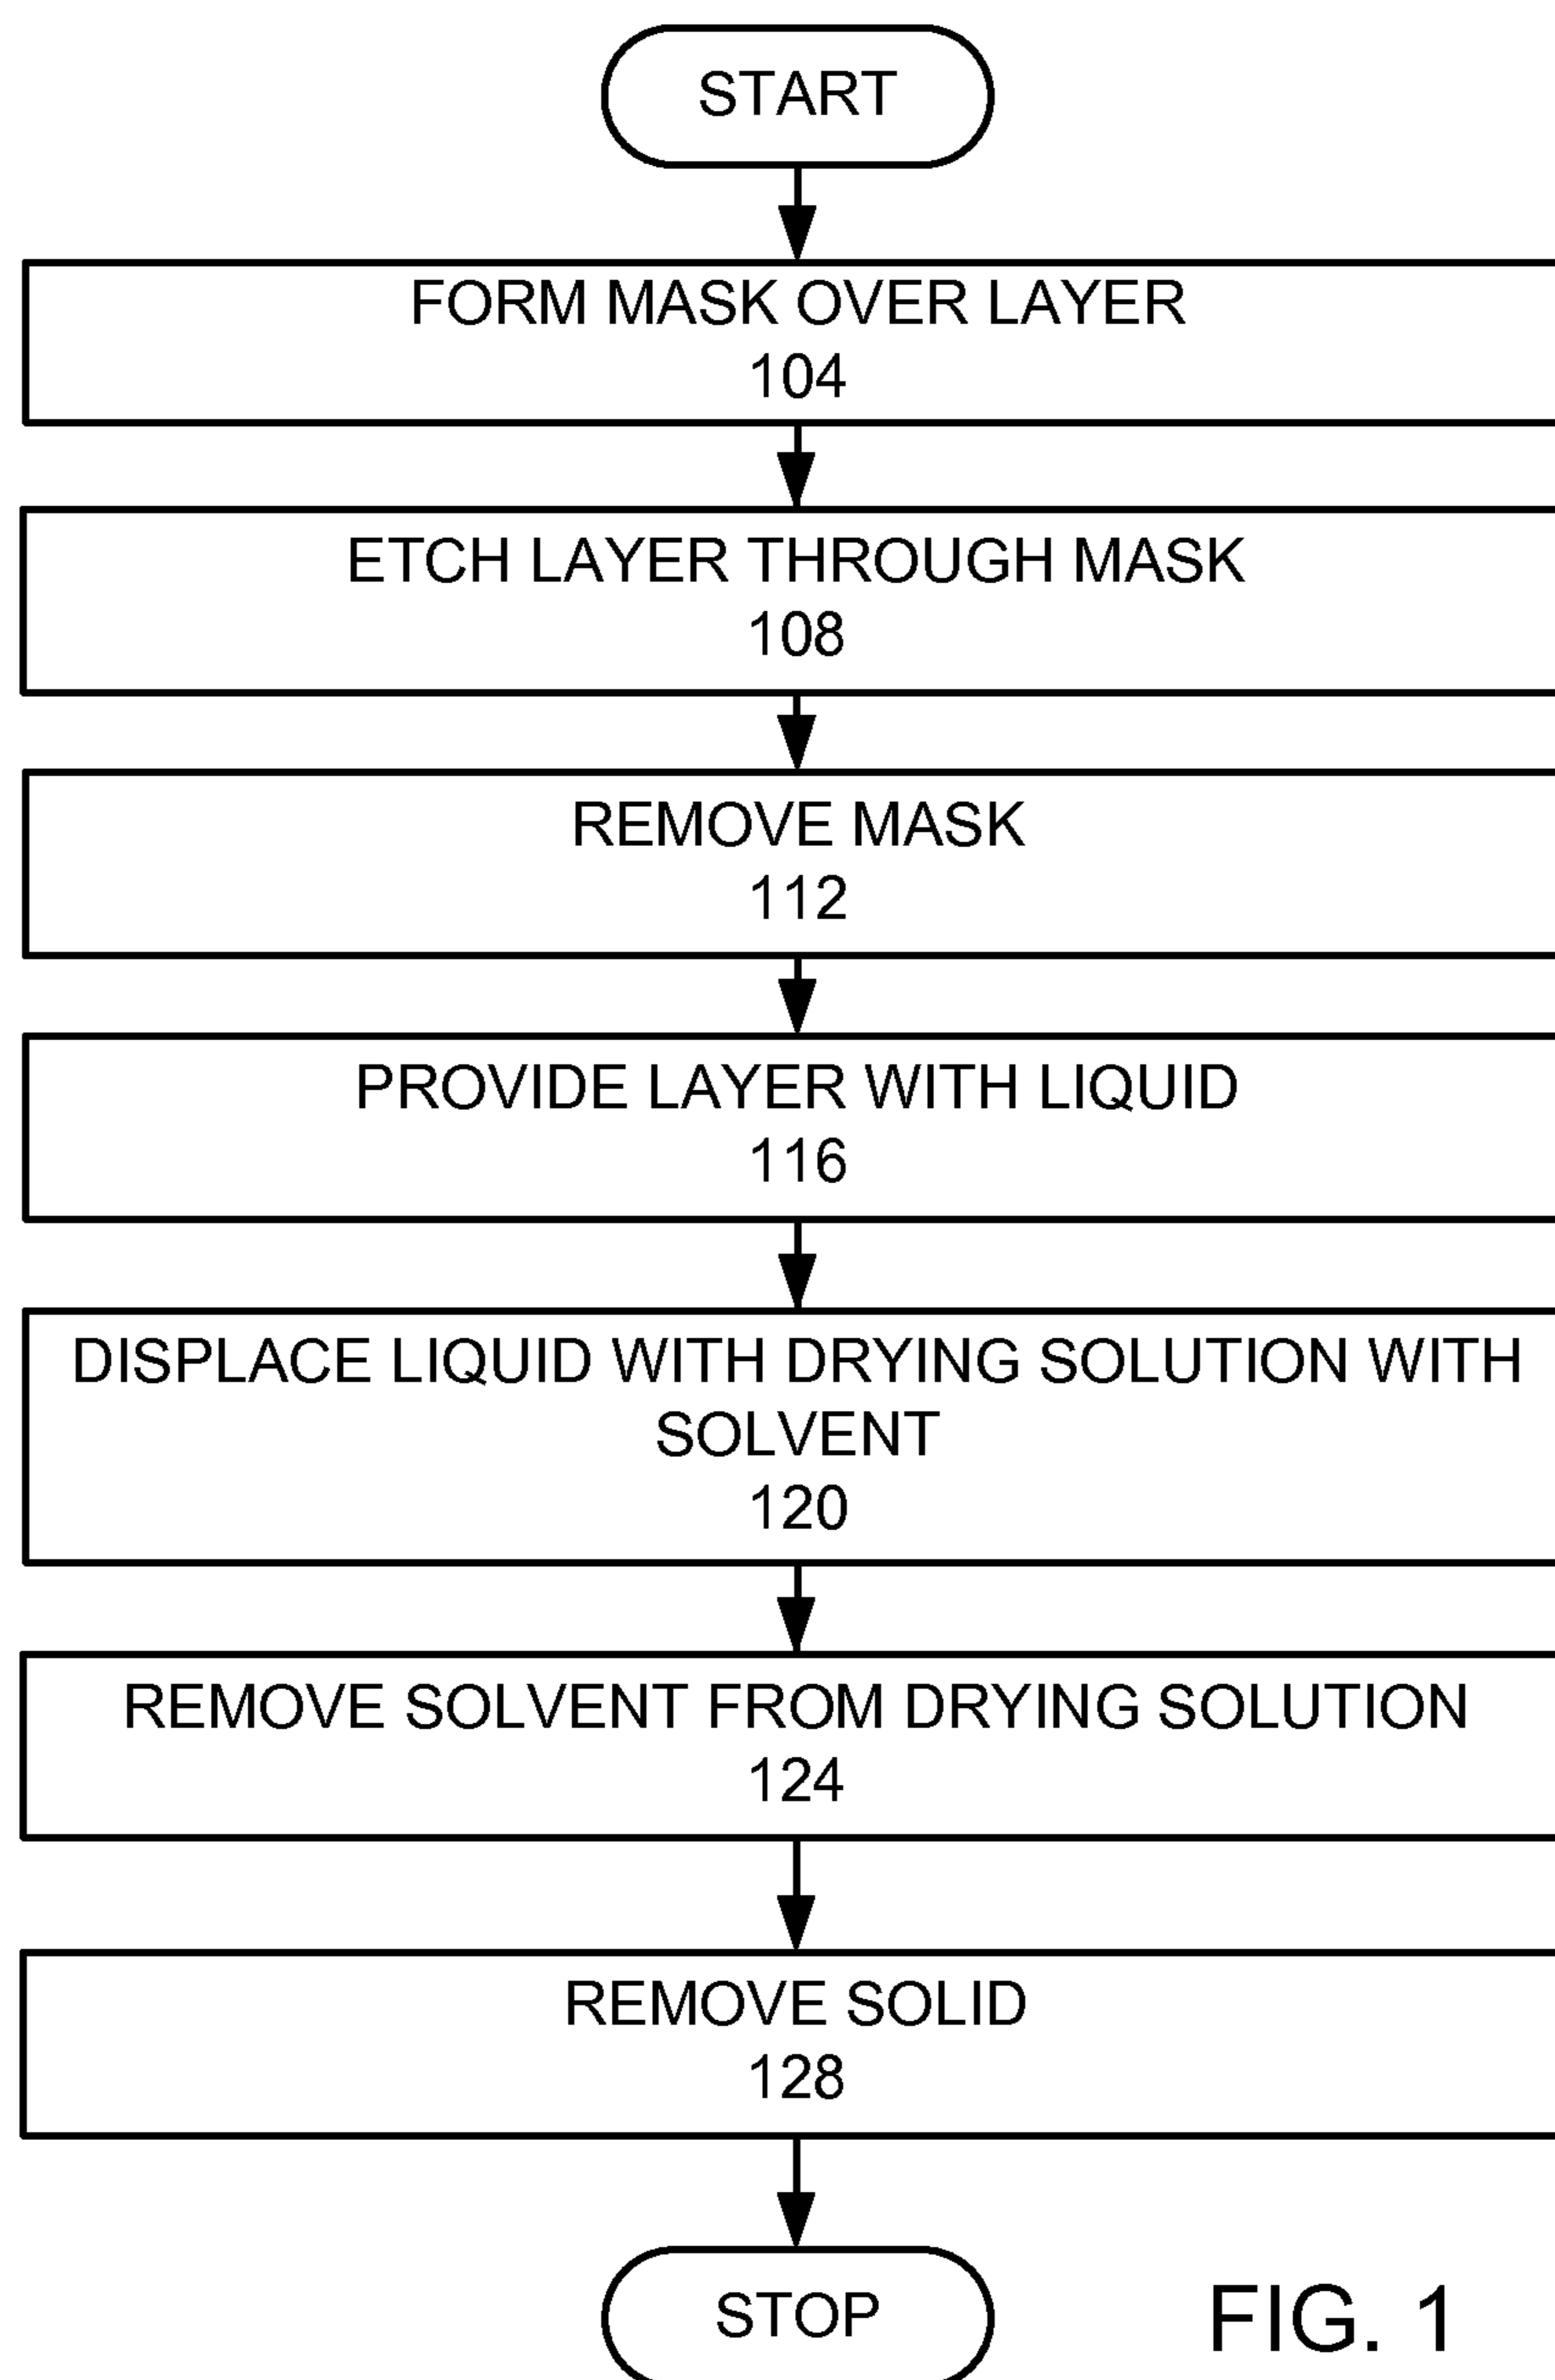 START
FORM MASK OVER LAYER
104
ETCH LAYER THROUGH MASK
108
REMOVE MASK
112
PROVIDE LAYER WITH LIQUID
116
DISPLACE LIQUID WITH DRYING SOLUTION WITH
SOLVENT
120
REMOVE SOLVENT FROM DRYING SOLUTION
124
REMOVE SOLID
128
STOP
FIG. 1